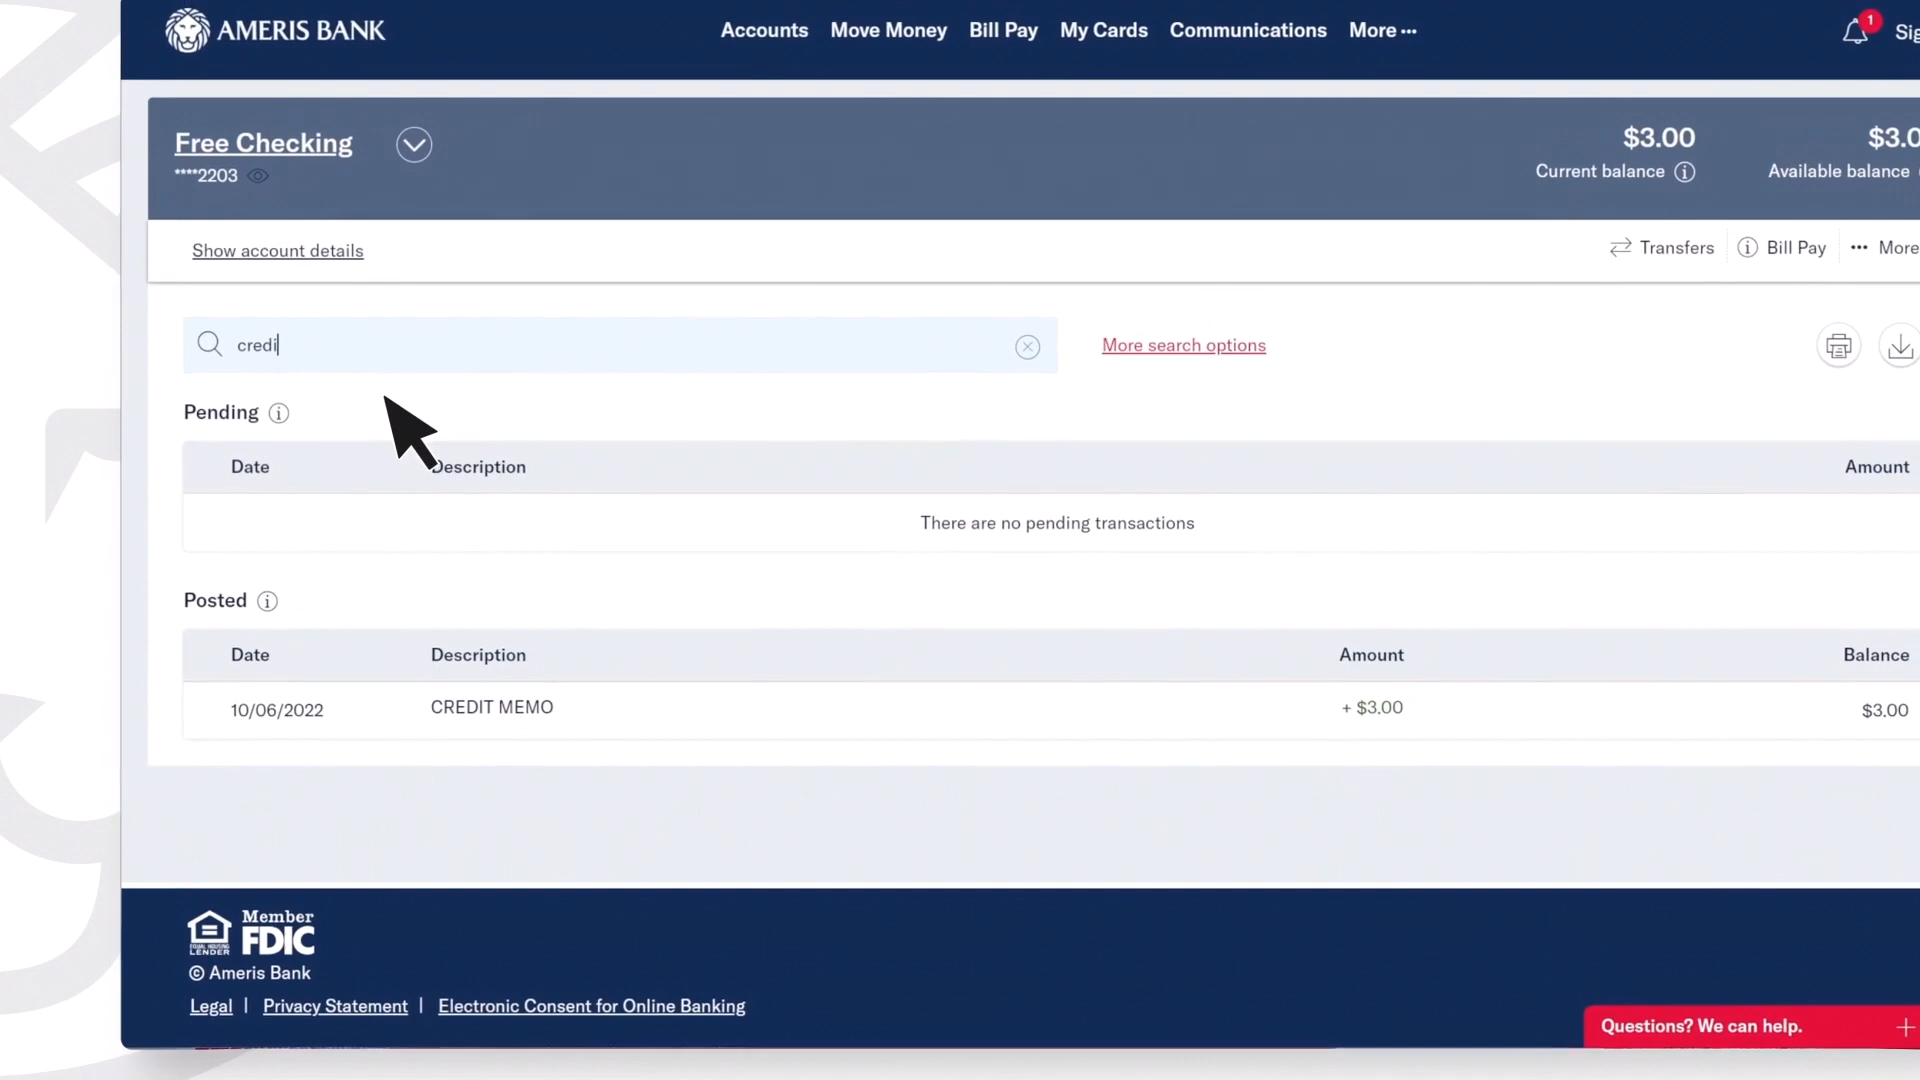 AMERIS BANK
Accounts Move Money Bill Pay My Cards Communications More ···
1
Free Checking
****2203
$3.00
Current balance
Available balance
Show account details
Transfers
Bill Pay
More
credi
More search options
Pending
Date Description Amount
There are no pending transactions
Posted
Date Description Amount Balance
10/06/2022 CREDIT MEMO + $3.00 $3.00
EQUAL HOUSING
LENDER
Member
FDIC
© Ameris Bank
Legal | Privacy Statement | Electronic Consent for Online Banking
Questions? We can help. +